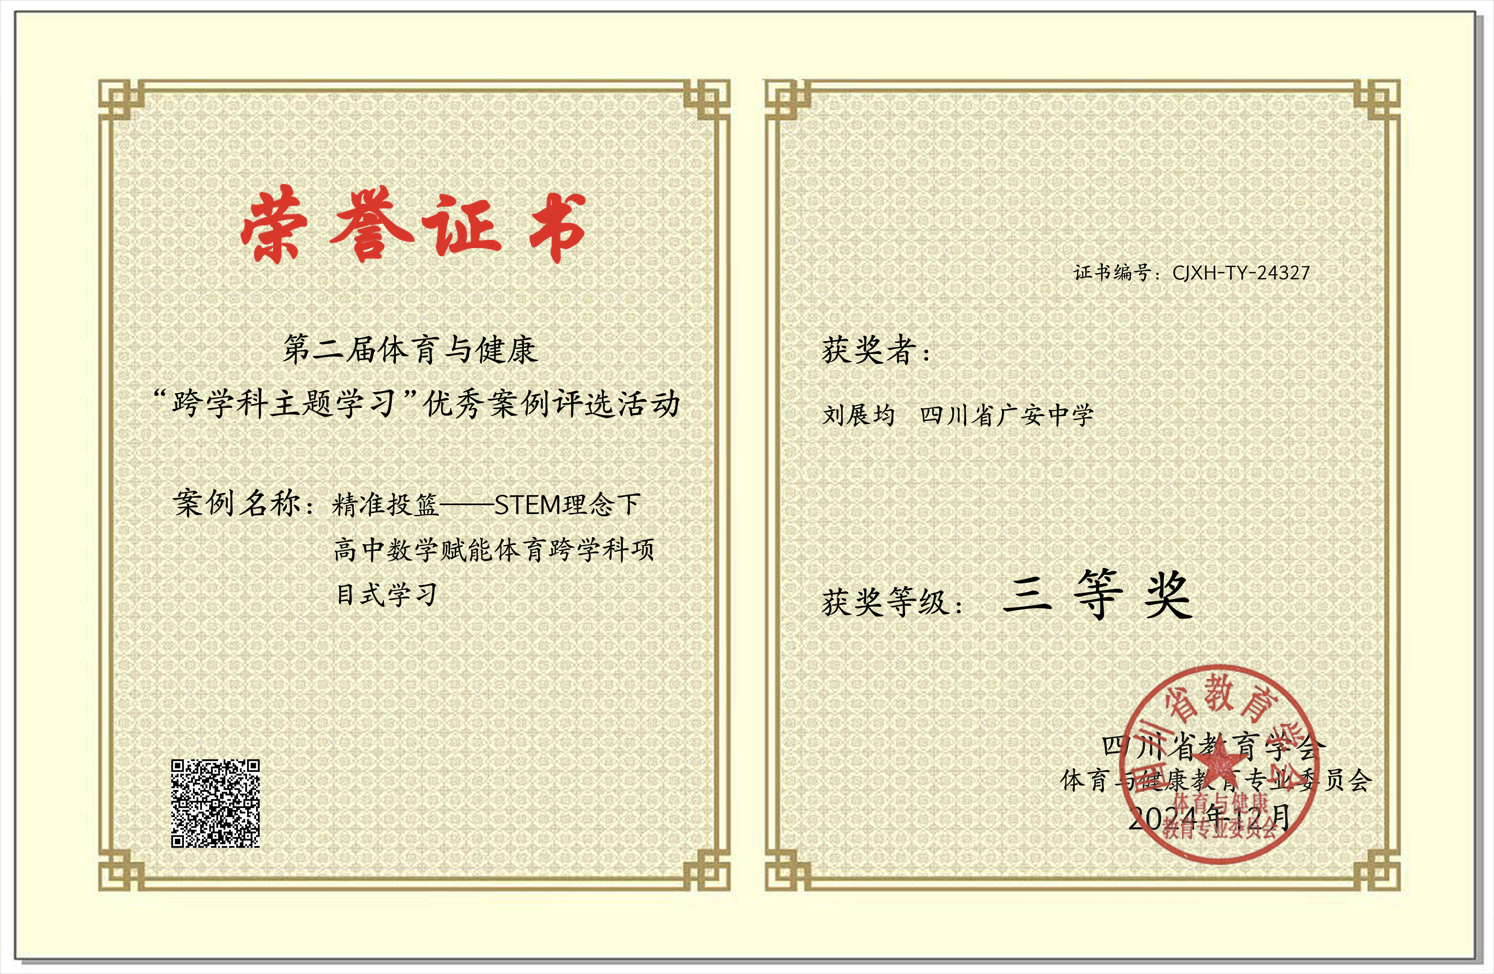 荣誉证书
第二届体育与健康
“跨学科主题学习”优秀案例评选活动
案例名称：精准投篮——STEM理念下
高中数学赋能体育跨学科项
目式学习
证书编号：CJXH-TY-24327
获奖者：
刘展均 四川省广安中学
获奖等级：三等奖
四川省教育学会
体育与健康教育专业委员会
2024年12月
四川省教育学会
体育与健康
教育专业委员会